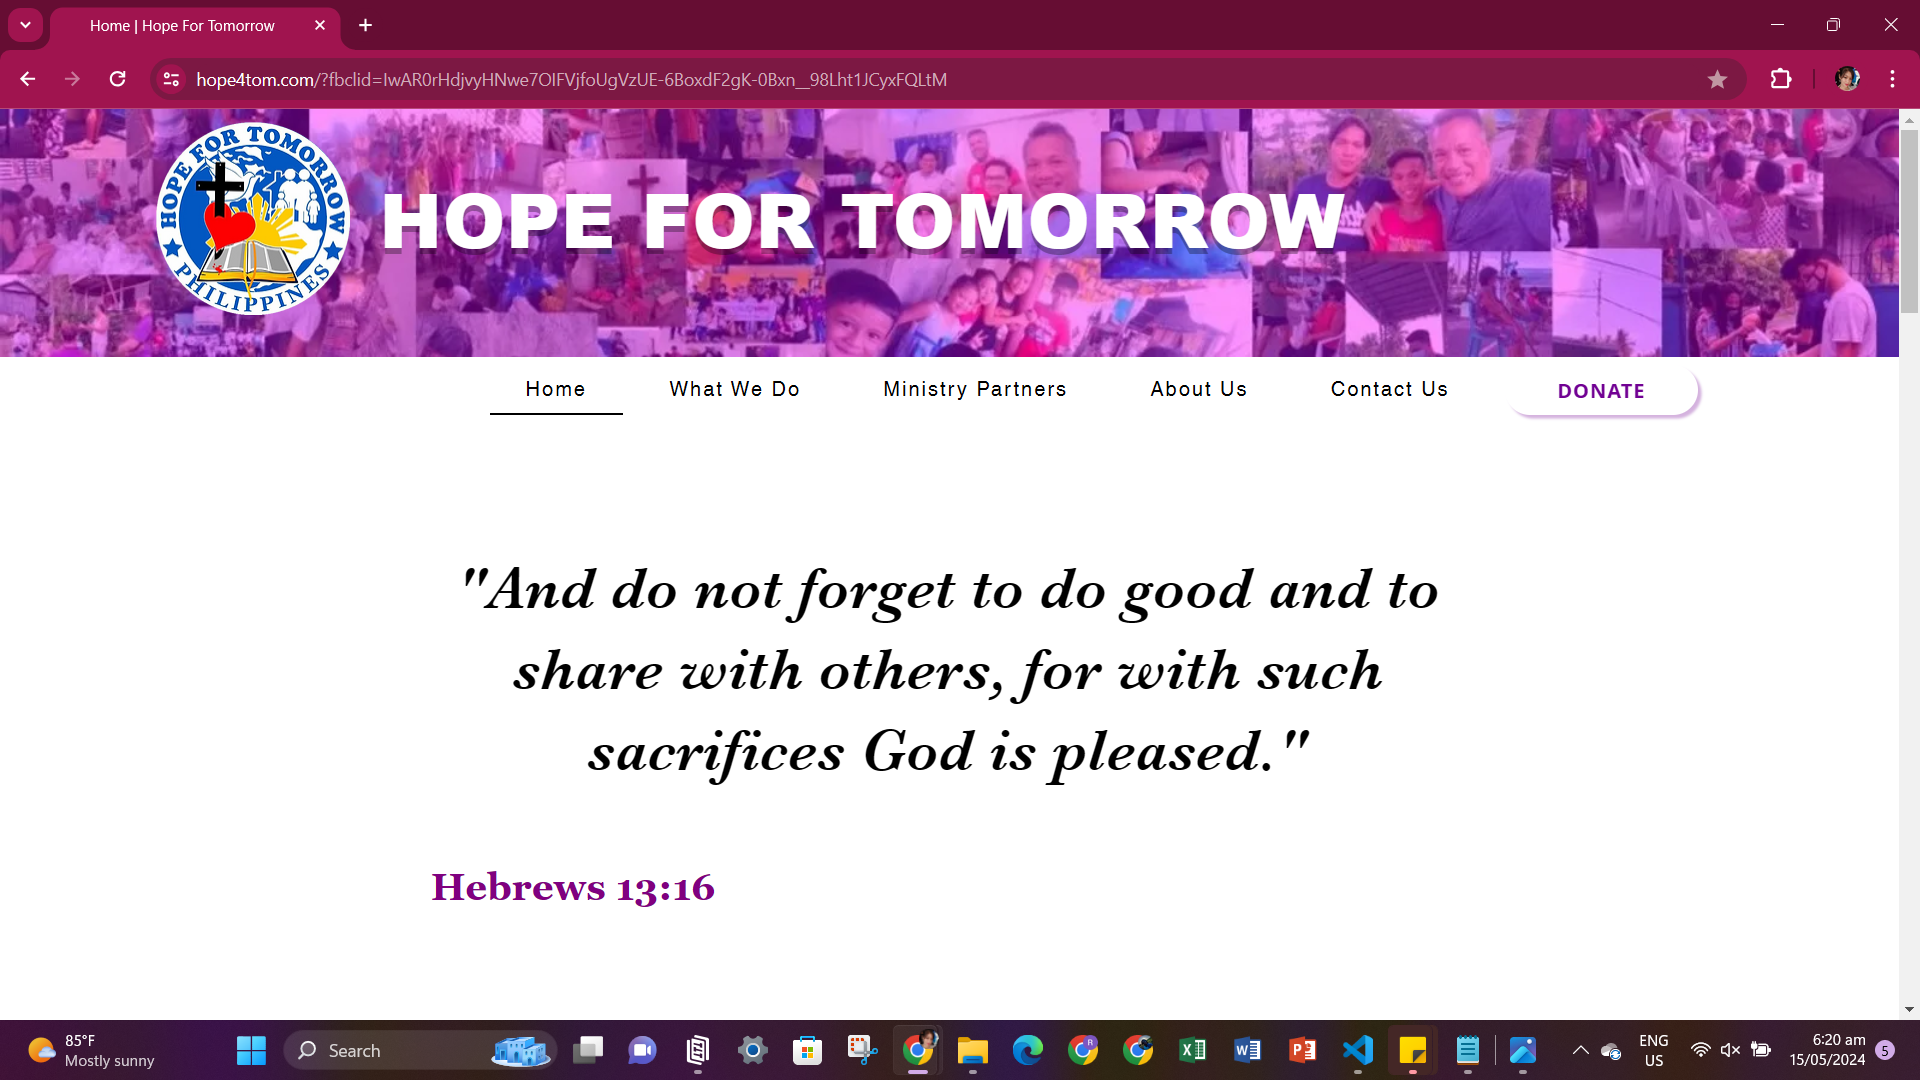 Home | Hope For Tomorrow
hope4tom.com/?fbclid=IwAR0rHdjvyHNwe7OIFVjfoUgVzUE-6BoxdF2gK-0Bxn__98Lht1JCyxFQLtM
HOPE FOR TOMORROW
PHILIPPINES
HOPE FOR TOMORROW
Home What We Do Ministry Partners About Us Contact Us DONATE
"And do not forget to do good and to
share with others, for with such
sacrifices God is pleased."
Hebrews 13:16
85°F
Mostly sunny
Search
ENG
US
6:20 am
15/05/2024
5